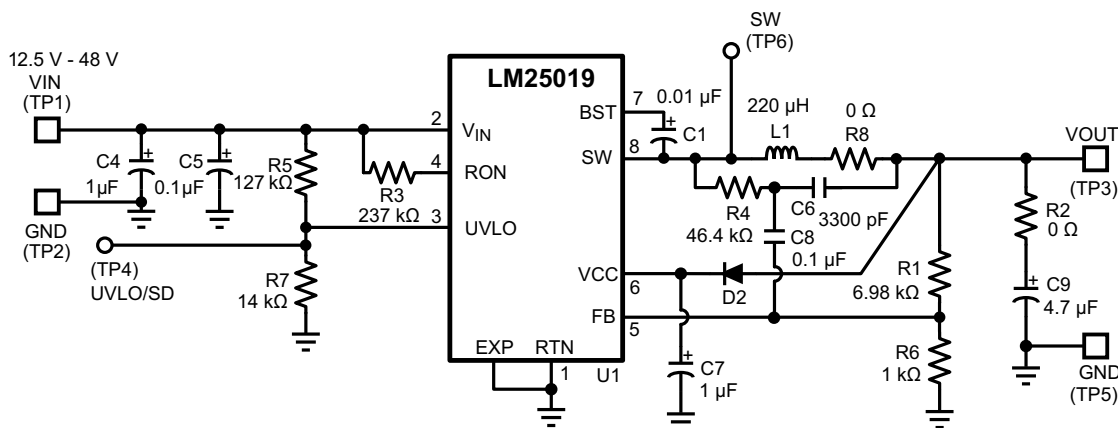 SW
(TP6)
12.5 V - 48 V
VIN
(TP1)
LM25019
BST
7
0.01 µF
C1
220 µH
L1
0 Ω
R8
VOUT
(TP3)
2
VIN
SW
8
C4
1µF
C5
0.1µF
R5
127 kΩ
R3
237 kΩ
4
RON
R4
46.4 kΩ
C6
3300 pF
C8
0.1 µF
R2
0 Ω
GND
(TP2)
3
UVLO
(TP4)
UVLO/SD
R7
14 kΩ
VCC
6
D2
R1
6.98 kΩ
C9
4.7 µF
FB
5
EXP
RTN
1
U1
C7
1 µF
R6
1 kΩ
GND
(TP5)